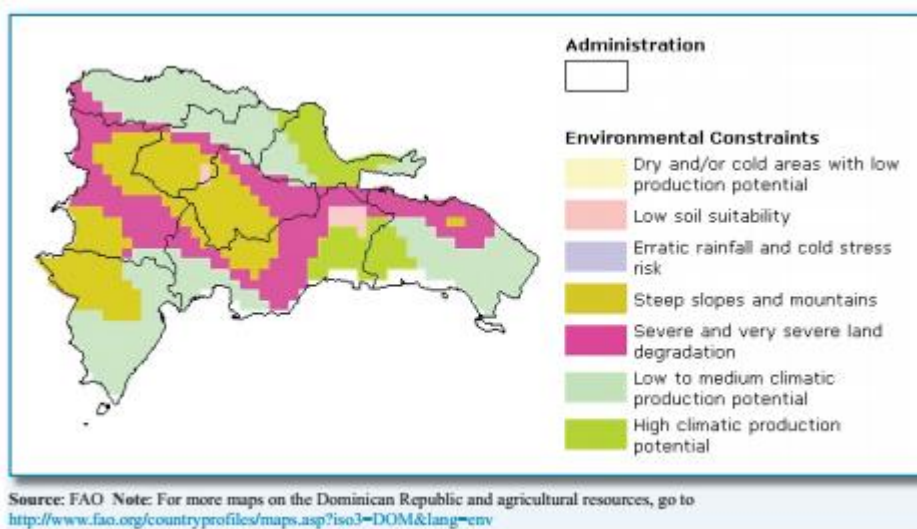 Administration
Environmental Constraints
Dry and/or cold areas with low
production potential
Low soil suitability
Erratic rainfall and cold stress
risk
Steep slopes and mountains
Severe and very severe land
degradation
Low to medium climatic
production potential
High climatic production
potential
Source: FAO Note: For more maps on the Dominican Republic and agricultural resources, go to
http://www.fao.org/countryprofiles/maps.asp?iso3=DOM&lang=env